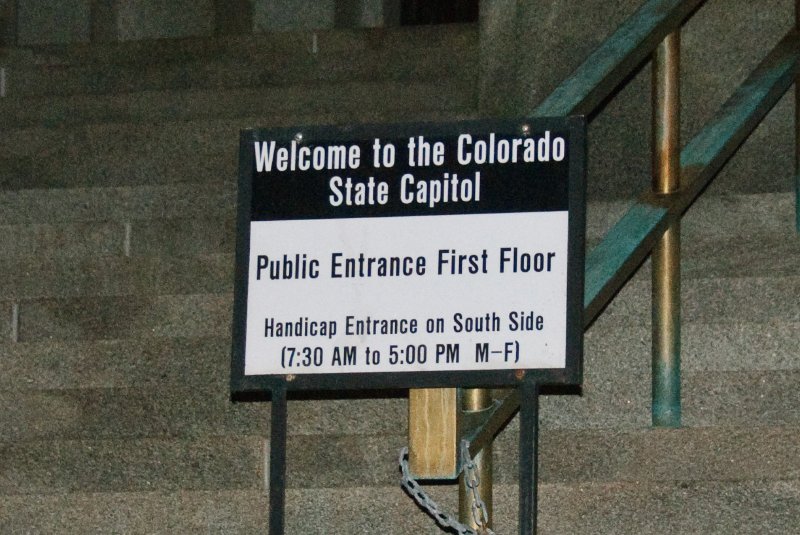 Welcome to the Colorado
State Capitol
Public Entrance First Floor
Handicap Entrance on South Side
(7:30 AM to 5:00 PM M–F)